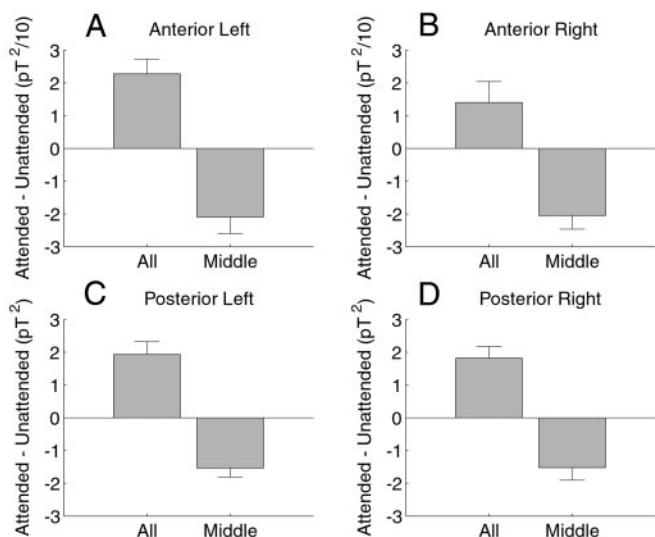 A Anterior Left
Attended - Unattended (pT²/10)
3
2
1
0
-1
-2
-3
All Middle
B Anterior Right
Attended - Unattended (pT²/10)
3
2
1
0
-1
-2
-3
All Middle
C Posterior Left
Attended - Unattended (pT²)
3
2
1
0
-1
-2
-3
All Middle
D Posterior Right
Attended - Unattended (pT²)
3
2
1
0
-1
-2
-3
All Middle